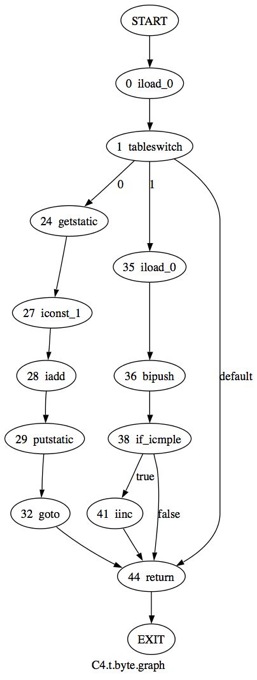 START
0 iload_0
1 tableswitch
0
1
24 getstatic
35 iload_0
27 iconst_1
28 iadd
36 bipush
default
29 putstatic
38 if_icmple
true
32 goto
41 iinc
false
44 return
EXIT
C4.t.byte.graph